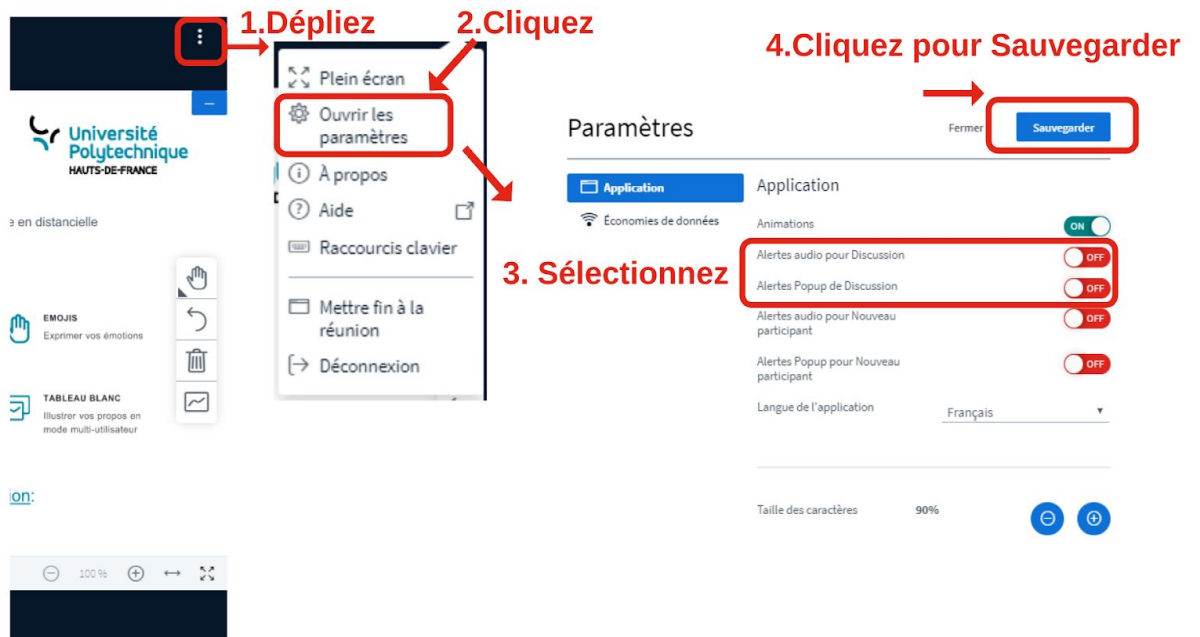 1.Dépliez
2.Cliquez
4.Cliquez pour Sauvegarder
Université
Polytechnique
HAUTS-DE-FRANCE
e en distancielle
EMOJIS
Exprimer vos émotions
TABLEAU BLANC
Illustrer vos propos en
mode multi-utilisateur
ion:
100 %
Plein écran
Ouvrir les
paramètres
À propos
Aide
Raccourcis clavier
Mettre fin à la
réunion
Déconnexion
3. Sélectionnez
Paramètres
Fermer
Sauvegarder
Application
Économies de données
Application
Animations
ON
Alertes audio pour Discussion
OFF
Alertes Popup de Discussion
OFF
Alertes audio pour Nouveau
participant
OFF
Alertes Popup pour Nouveau
participant
OFF
Langue de l'application
Français
Taille des caractères
90%